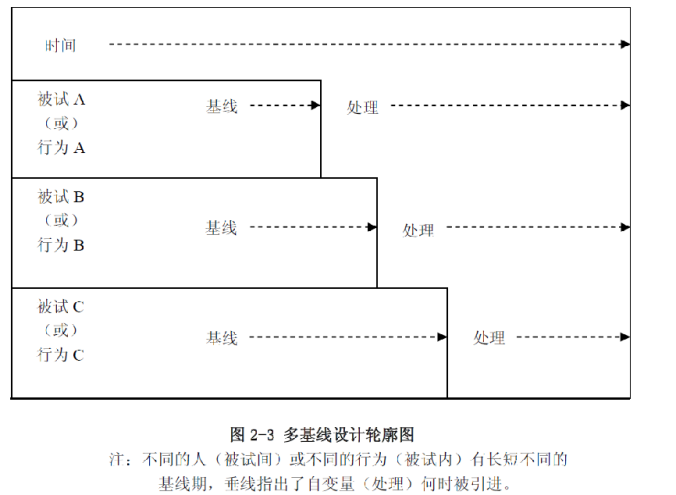 时间
被试 A
（或）
行为 A
基线
处理
被试 B
（或）
行为 B
基线
处理
被试 C
（或）
行为 C
基线
处理
图 2-3 多基线设计轮廓图
注：不同的人（被试间）或不同的行为（被试内）有长短不同的
基线期，垂线指出了自变量（处理）何时被引进。